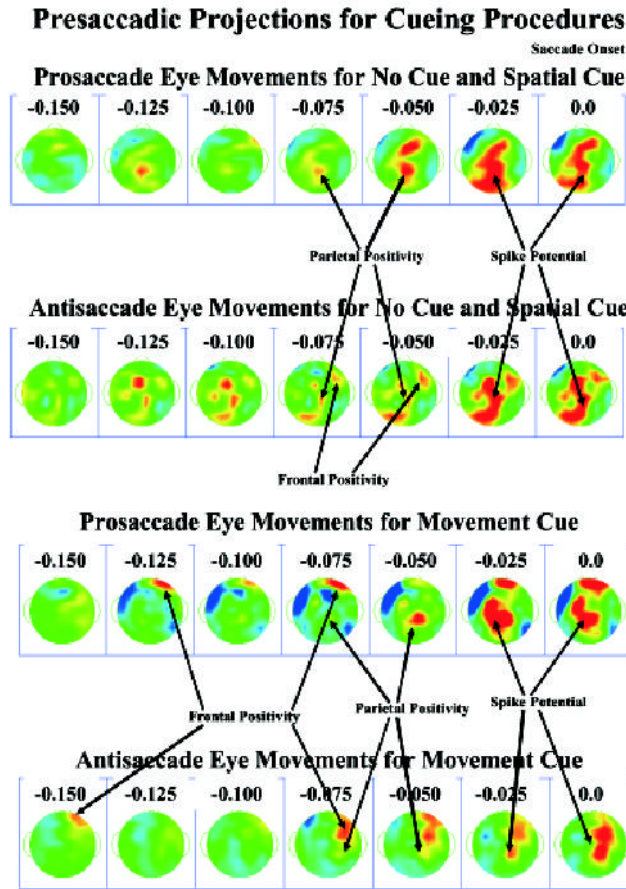 Presaccadic Projections for Cueing Procedures
Saccade Onset
Prosaccade Eye Movements for No Cue and Spatial Cue
-0.150 -0.125 -0.100 -0.075 -0.050 -0.025 0.0
Parietal Positivity Spike Potential
Antisaccade Eye Movements for No Cue and Spatial Cue
-0.150 -0.125 -0.100 -0.075 -0.050 -0.025 0.0
Frontal Positivity
Prosaccade Eye Movements for Movement Cue
-0.150 -0.125 -0.100 -0.075 -0.050 -0.025 0.0
Frontal Positivity Parietal Positivity Spike Potential
Antisaccade Eye Movements for Movement Cue
-0.150 -0.125 -0.100 -0.075 -0.050 -0.025 0.0